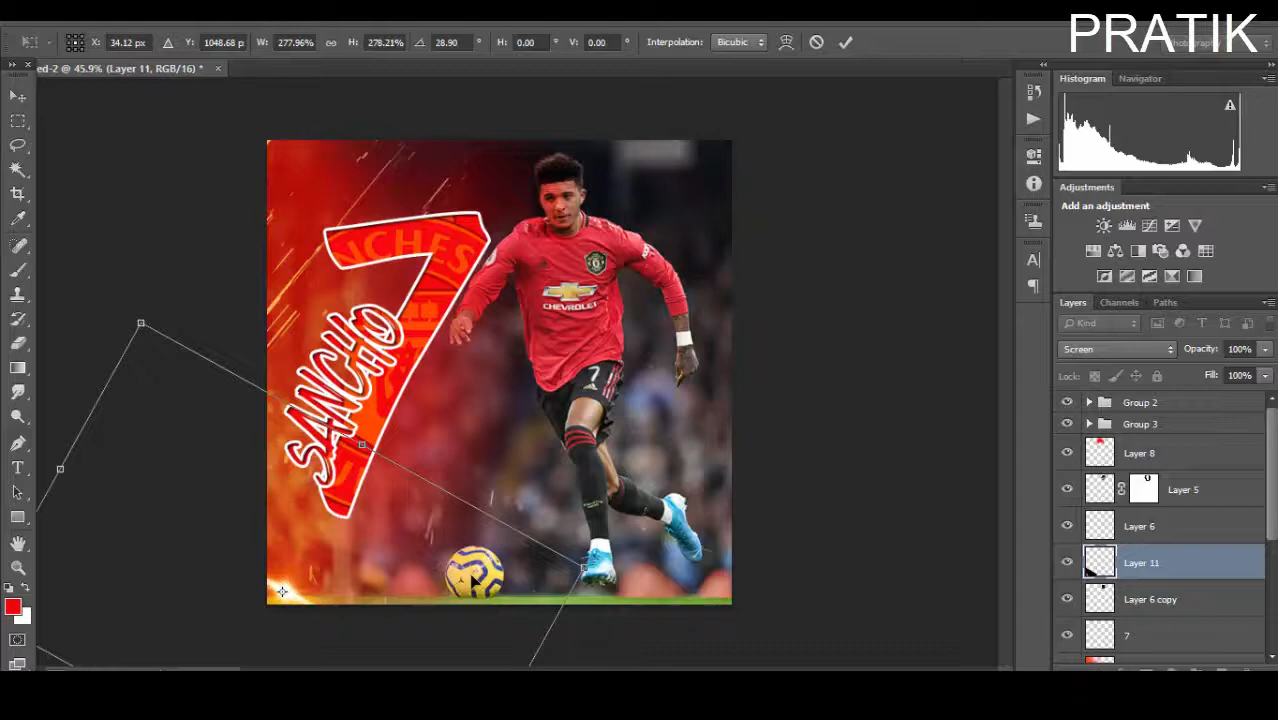 PRATIK
X: 34.12 px Y: 1048.68 p W: 277.96% H: 278.21% 28.90 ° H: 0.00 ° V: 0.00 ° Interpolation: Bicubic
ed-2 @ 45.9% (Layer 11, RGB/16) * ×
Histogram Navigator
Adjustments
Add an adjustment
Layers Channels Paths
Kind
Screen Opacity: 100%
Lock: Fill: 100%
Group 2
Group 3
Layer 8
Layer 5
Layer 6
Layer 11
Layer 6 copy
7
NCHES
SANCHO
CHEVROLET
7
T
A